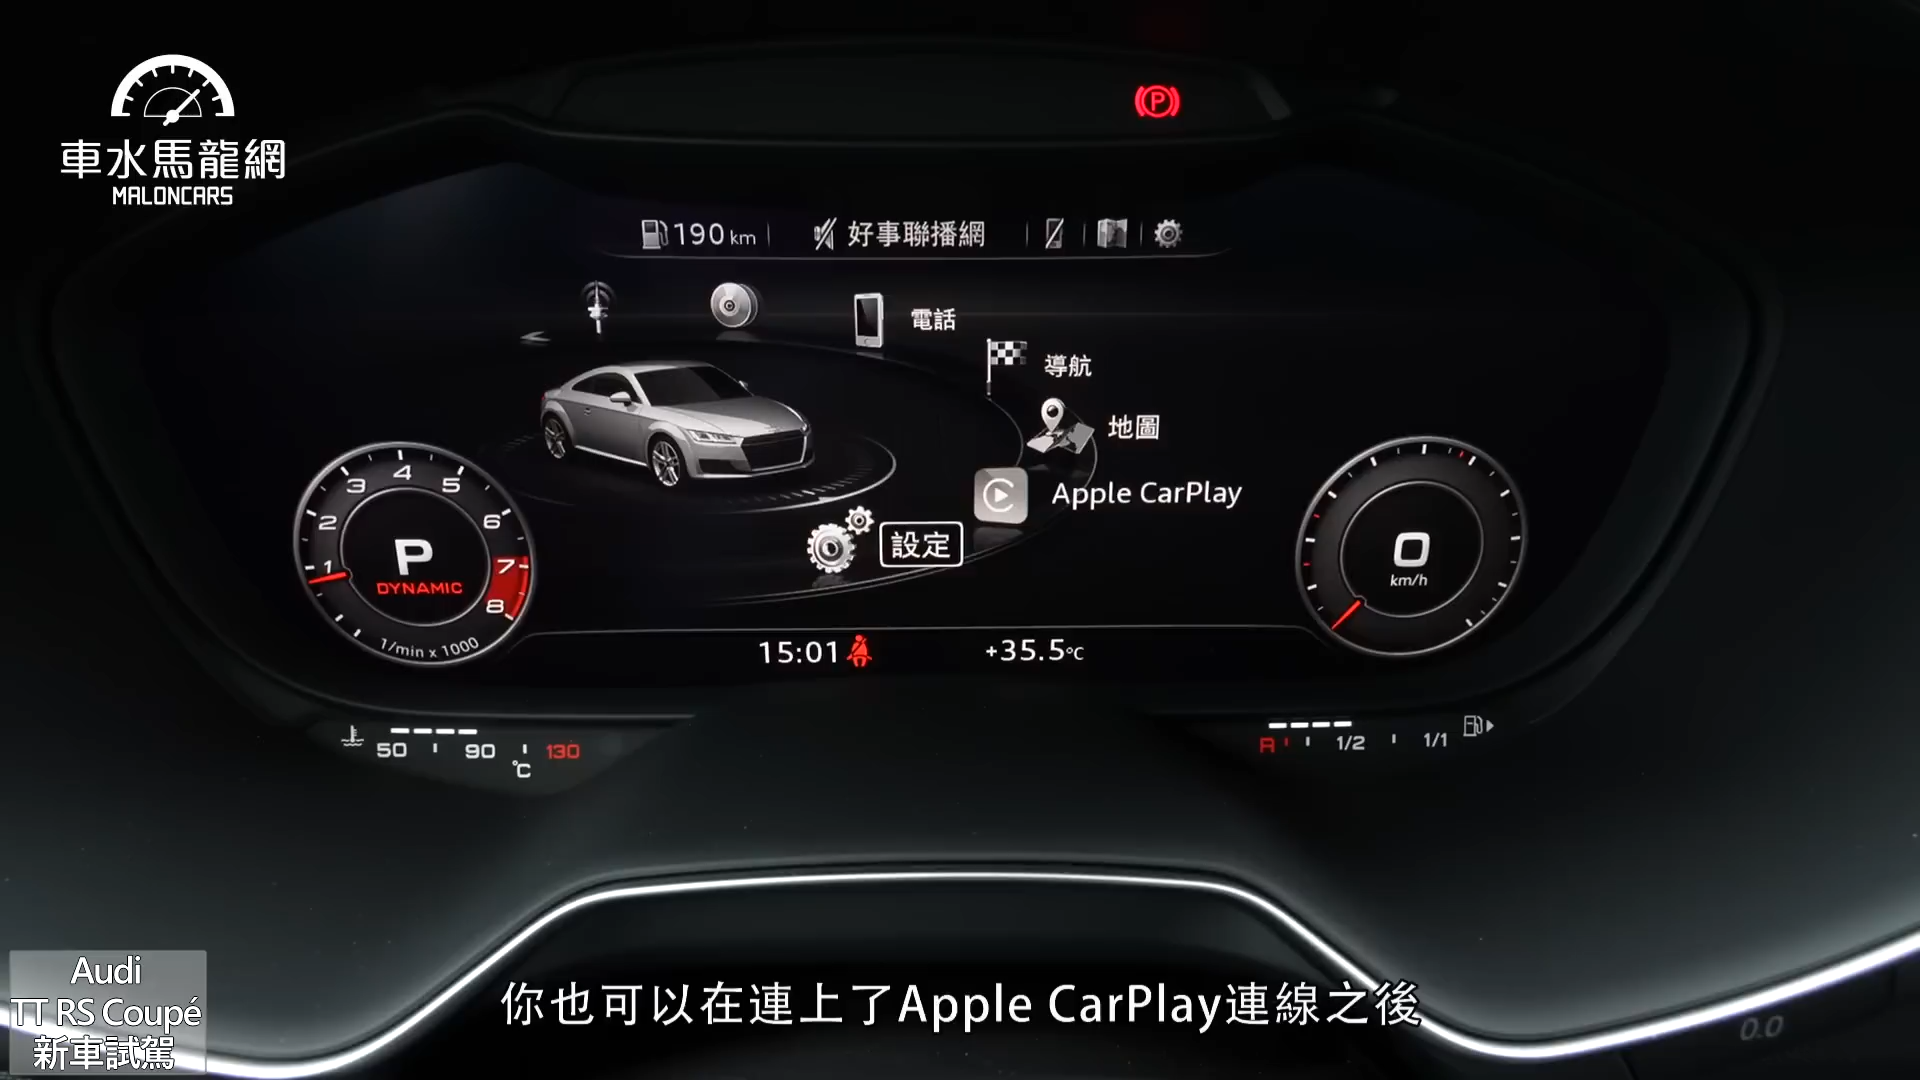 車水馬龍網
MALONCARS
P
190 km
好事聯播網
電話
導航
地圖
Apple CarPlay
設定
1
2
3
4
5
6
7
8
P
DYNAMIC
1/min x 1000
0
km/h
15:01
+35.5°C
50
90
130
°C
R
1/2
1/1
0.0
Audi
TT RS Coupé
新車試駕
你也可以在連上了Apple CarPlay連線之後